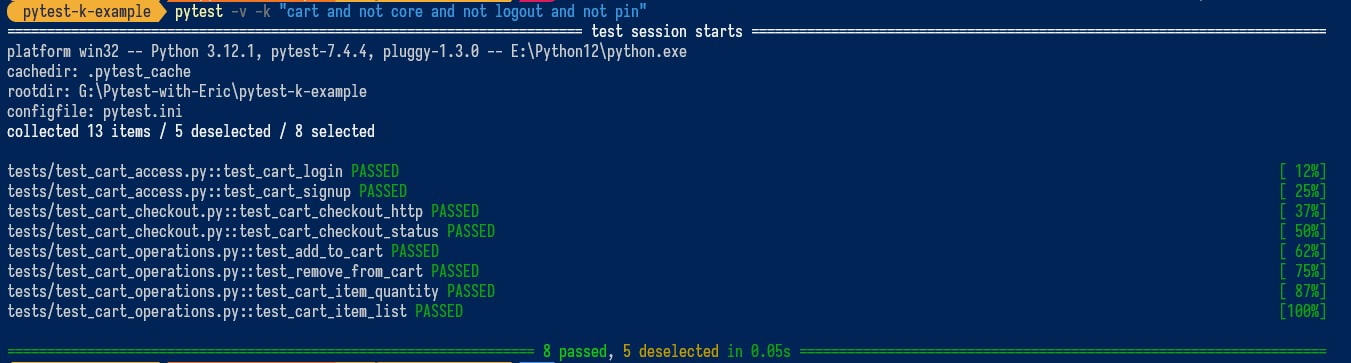 pytest-k-example pytest -v -k "cart and not core and not logout and not pin"
============================== test session starts ==============================
platform win32 -- Python 3.12.1, pytest-7.4.4, pluggy-1.3.0 -- E:\Python12\python.exe
cachedir: .pytest_cache
rootdir: G:\Pytest-with-Eric\pytest-k-example
configfile: pytest.ini
collected 13 items / 5 deselected / 8 selected
tests/test_cart_access.py::test_cart_login PASSED [ 12%]
tests/test_cart_access.py::test_cart_signup PASSED [ 25%]
tests/test_cart_checkout.py::test_cart_checkout_http PASSED [ 37%]
tests/test_cart_checkout.py::test_cart_checkout_status PASSED [ 50%]
tests/test_cart_operations.py::test_add_to_cart PASSED [ 62%]
tests/test_cart_operations.py::test_remove_from_cart PASSED [ 75%]
tests/test_cart_operations.py::test_cart_item_quantity PASSED [ 87%]
tests/test_cart_operations.py::test_cart_item_list PASSED [100%]
============================== 8 passed, 5 deselected in 0.05s ==============================